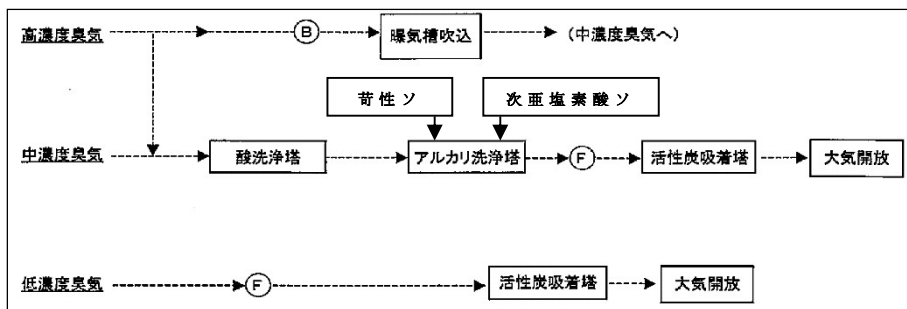 高濃度臭気
B
曝気槽吹込
(中濃度臭気へ)
苛性ソ
次亜塩素酸ソ
中濃度臭気
酸洗浄塔
アルカリ洗浄塔
F
活性炭吸着塔
大気開放
低濃度臭気
F
活性炭吸着塔
大気開放